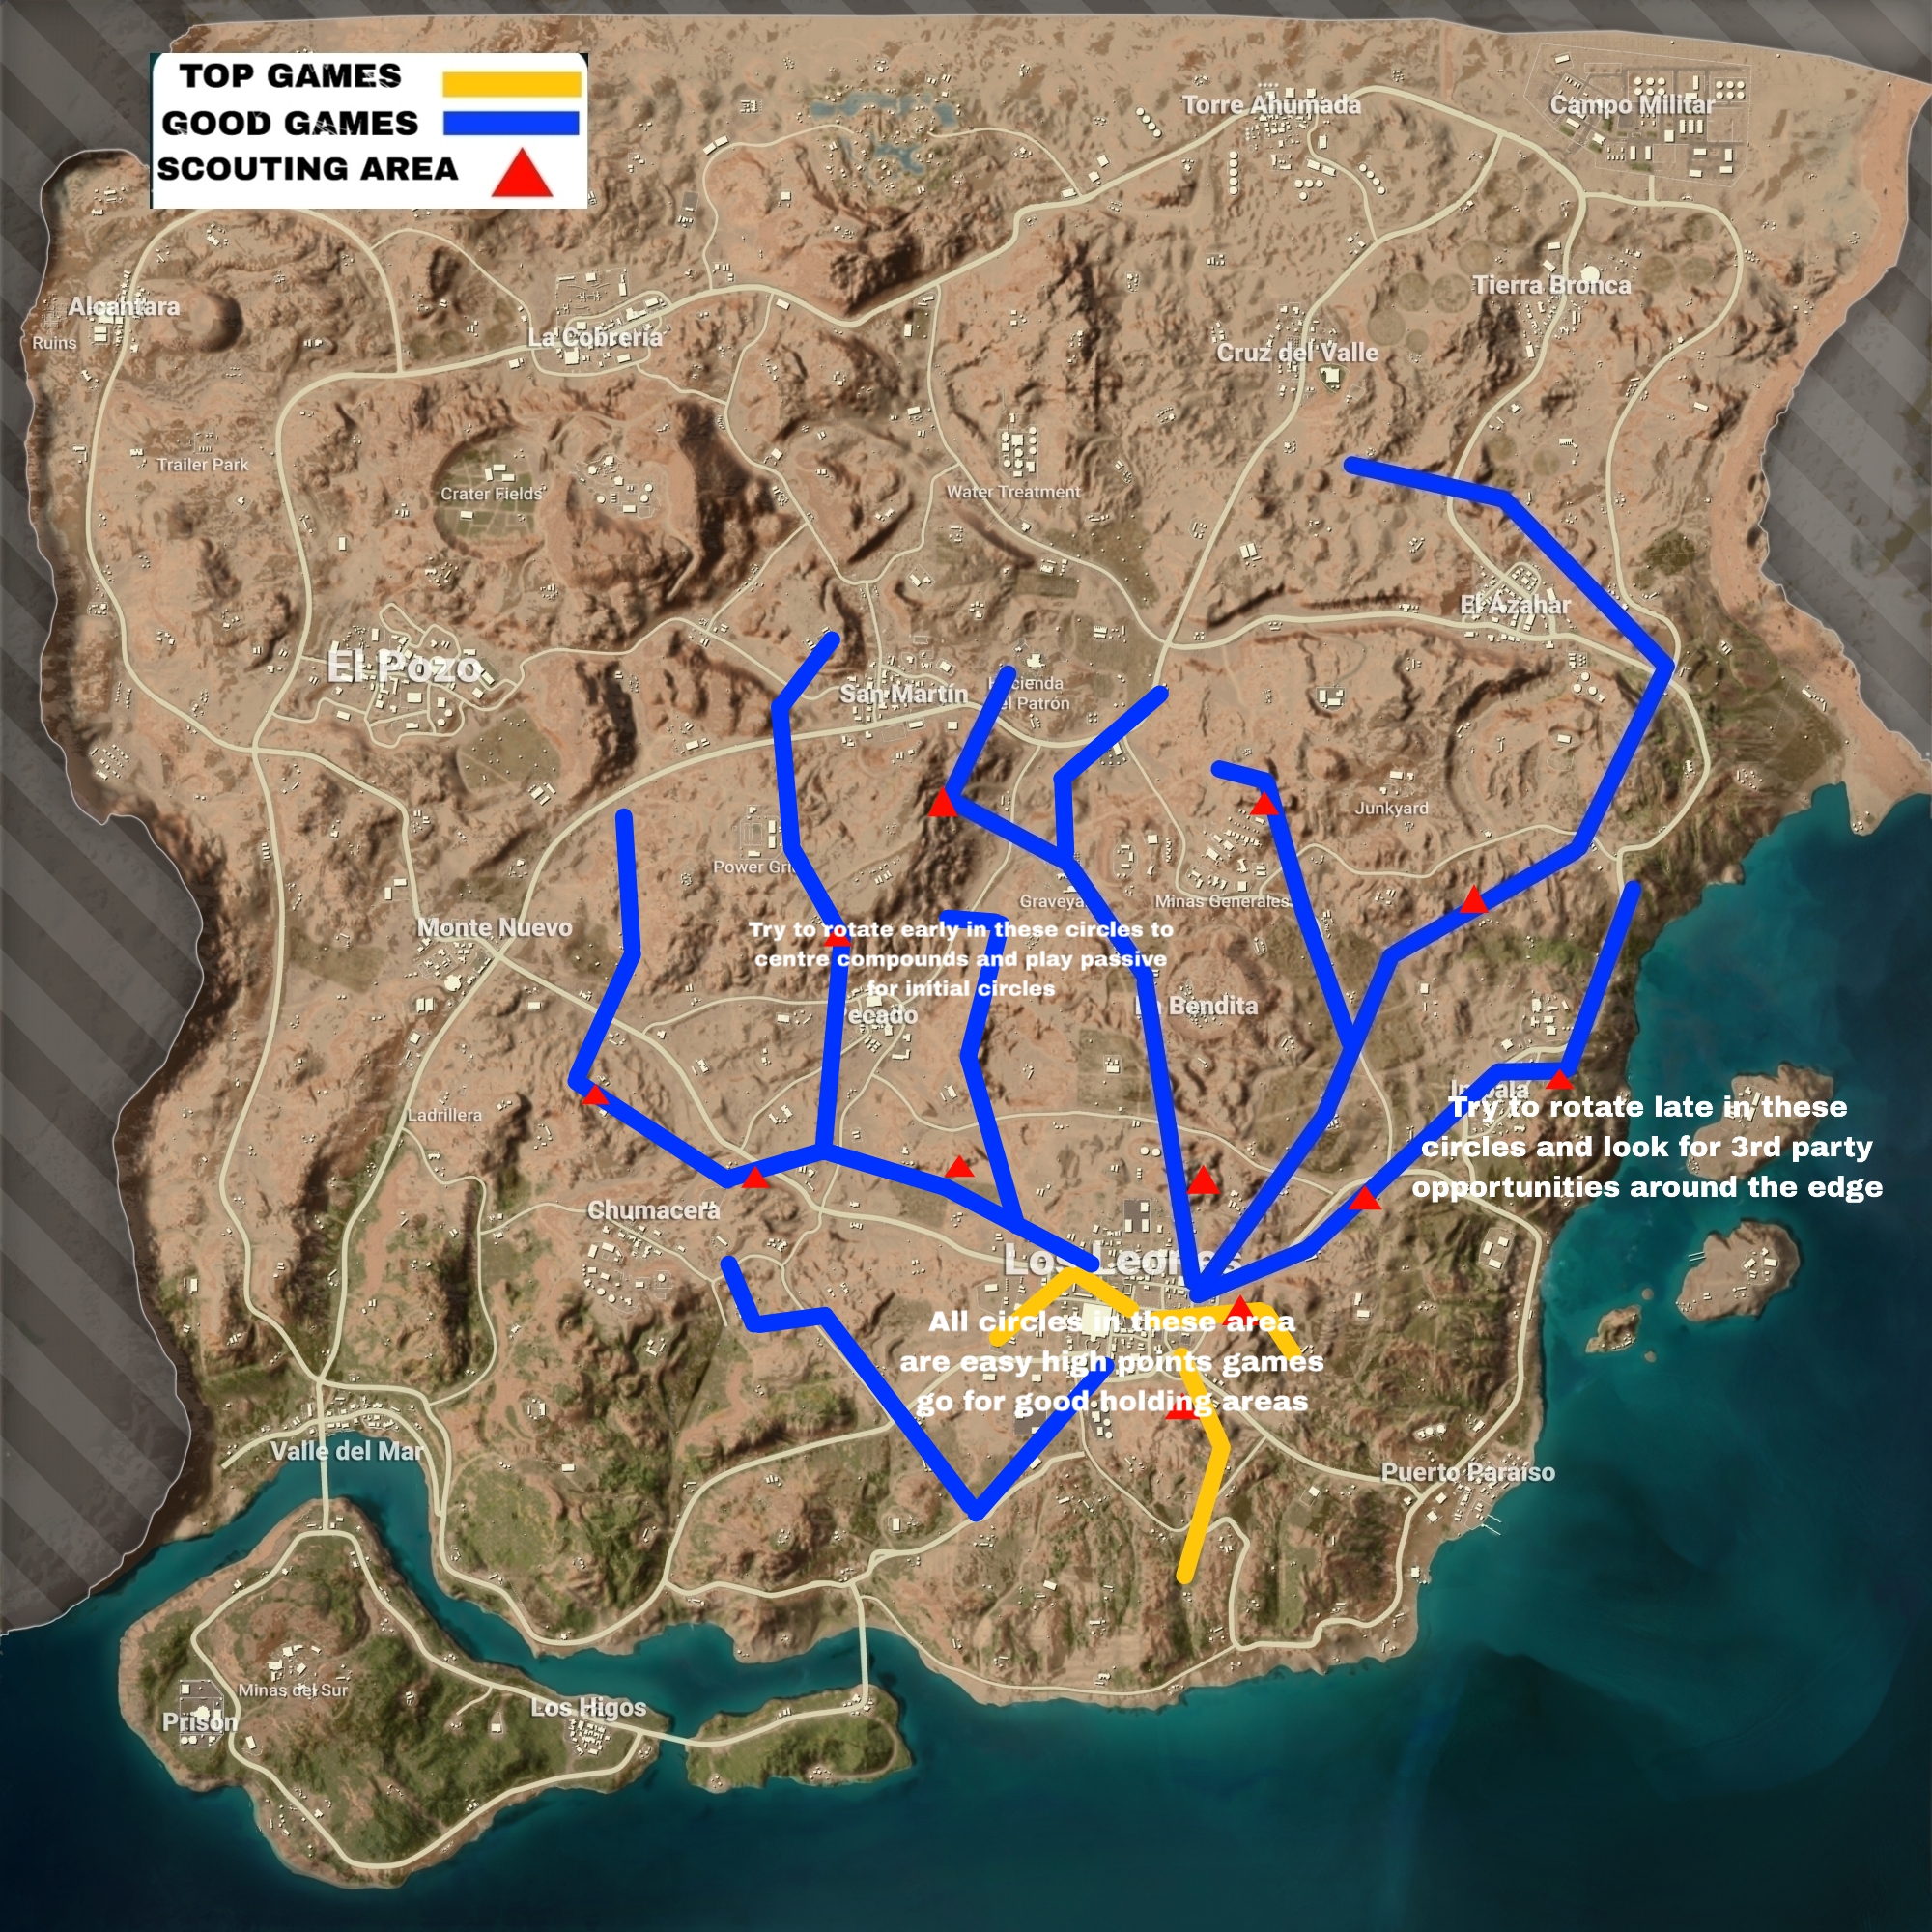 TOP GAMES
GOOD GAMES
SCOUTING AREA
Torre Ahumada
Campo Militar
Alcantara
Ruins
La Cobrería
Tierra Bronca
Cruz del Valle
Trailer Park
Crater Fields
Water Treatment
El Azahar
El Pozo
San Martín
Hacienda
del Patrón
Junkyard
Power Grid
Graveya
Minas Generales
Monte Nuevo
Try to rotate early in these circles to
centre compounds and play passive
for initial circles
ecado
La Bendita
Ladrillera
Impala
Try to rotate late in these
circles and look for 3rd party
opportunities around the edge
Chumacera
Los Leones
All circles in these area
are easy high points games
go for good holding areas
Valle del Mar
Puerto Paraíso
Minas del Sur
Prison
Los Higos